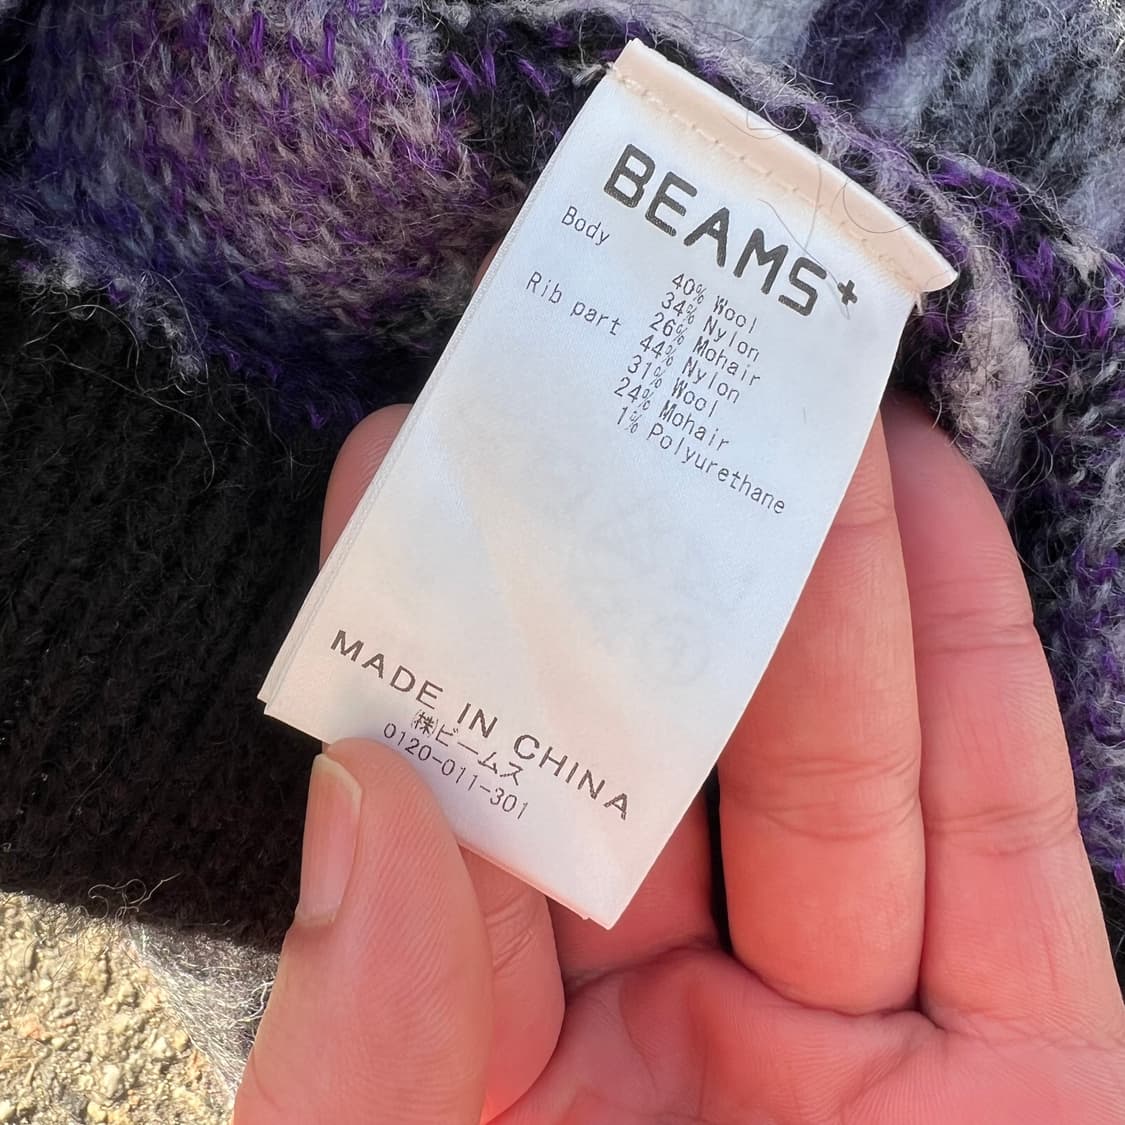 BEAMS+
Body
40% Wool
34% Nylon
26% Mohair
Rib part
44% Nylon
31% Wool
24% Mohair
1% Polyurethane
MADE IN CHINA
㈱ビームス
0120-011-301